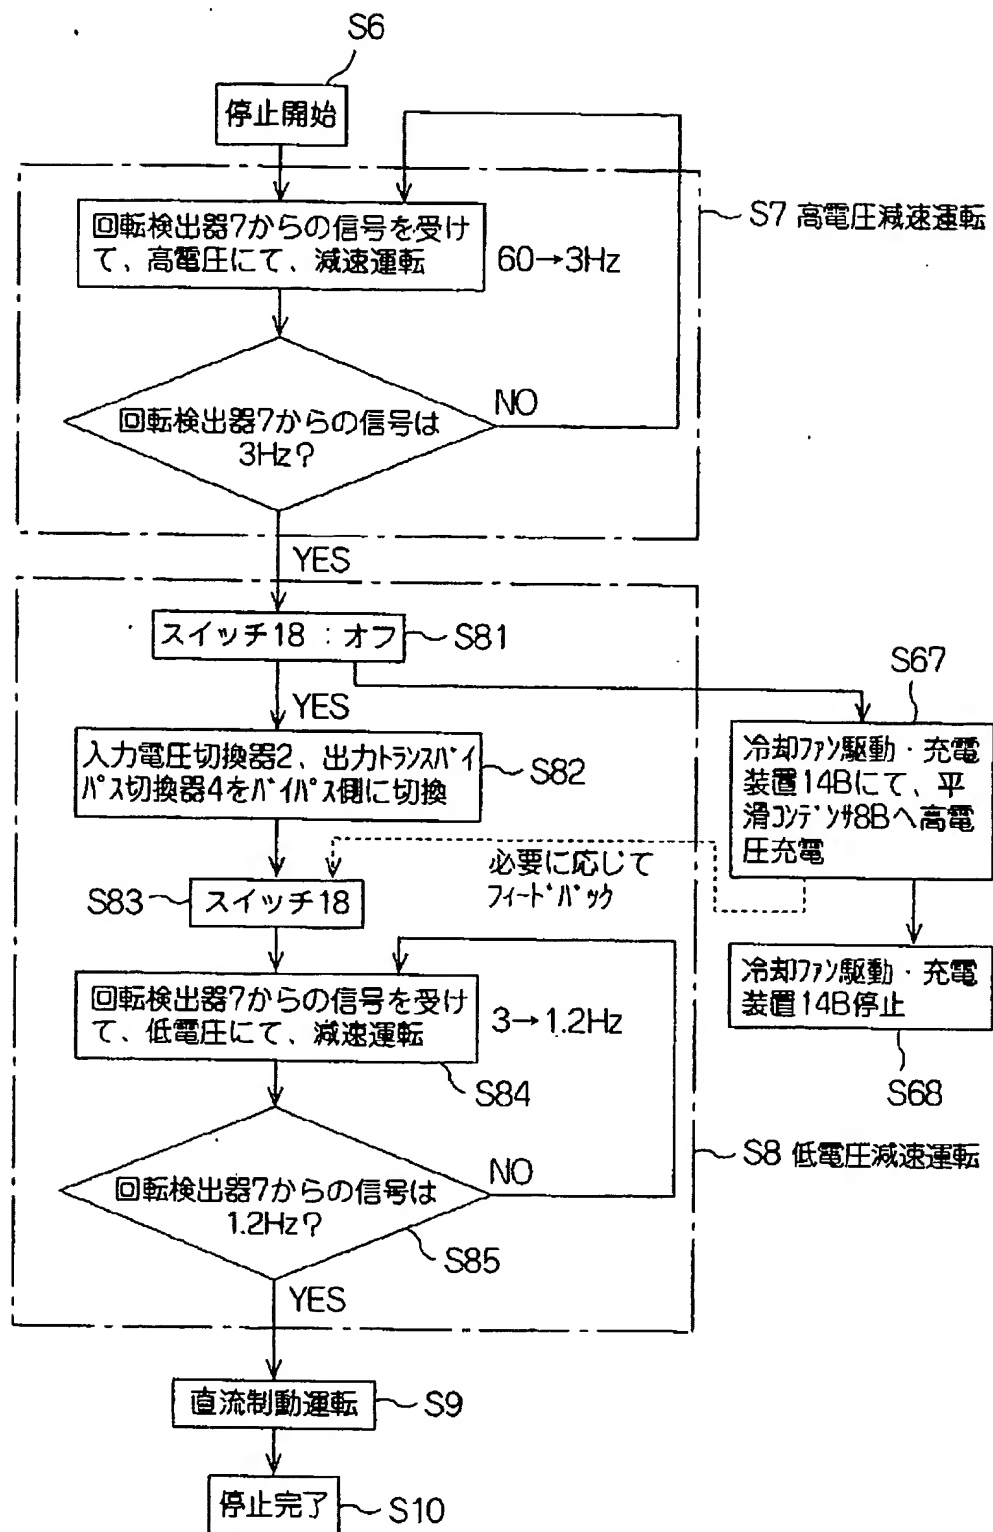 S6
停止開始
回転検出器7からの信号を受け
て、高電圧にて、減速運転
60→3Hz
S7 高電圧減速運転
回転検出器7からの信号は
3Hz?
NO
YES
スイッチ18 : オフ
S81
YES
入力電圧切換器2、出力トランスバイ
パス切換器4をバイパス側に切換
S82
S67
冷却ファン駆動・充電
装置14Bにて、平
滑コンデンサ8Bへ高電
圧充電
必要に応じて
フィードバック
S83
スイッチ18
回転検出器7からの信号を受け
て、低電圧にて、減速運転
3→1.2Hz
S84
冷却ファン駆動・充電
装置14B停止
S68
S8 低電圧減速運転
回転検出器7からの信号は
1.2Hz?
NO
S85
YES
直流制動運転
S9
停止完了
S10